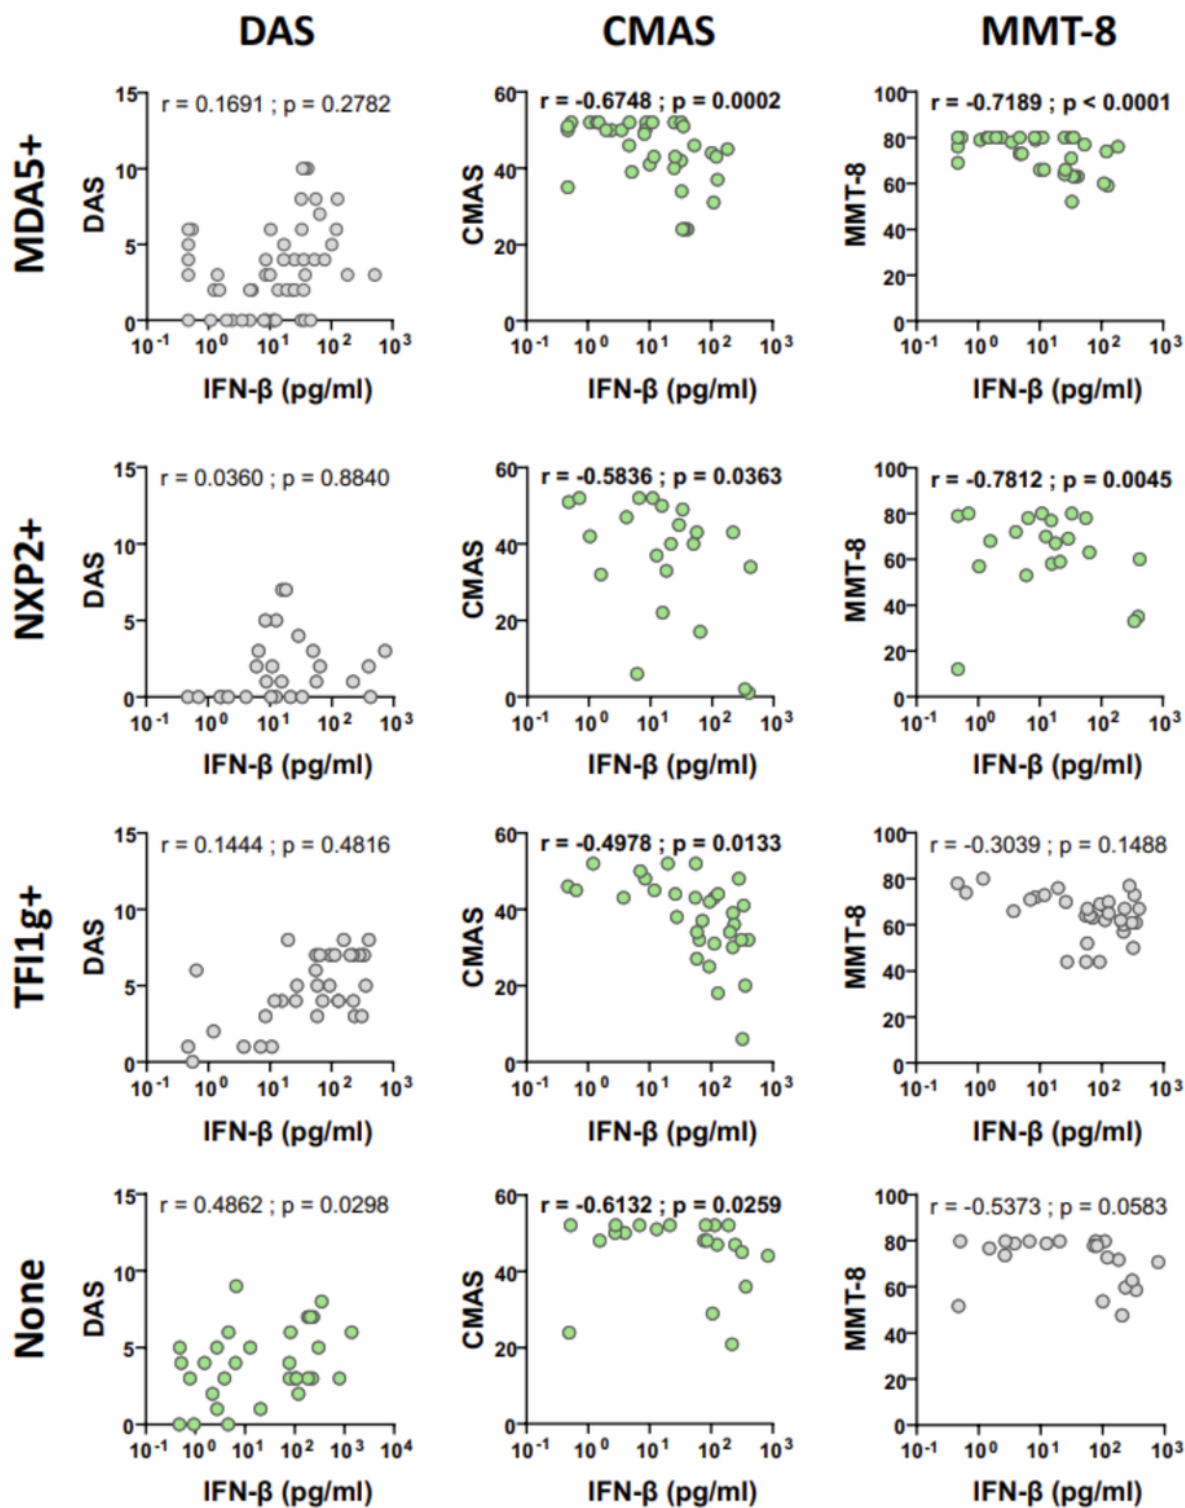 DAS CMAS MMT-8
MDA5+
r = 0.1691 ; p = 0.2782
DAS
15
10
5
0
10-1 100 101 102 103
IFN-β (pg/ml)
r = -0.6748 ; p = 0.0002
CMAS
60
40
20
0
10-1 100 101 102 103
IFN-β (pg/ml)
r = -0.7189 ; p < 0.0001
MMT-8
100
80
60
40
20
0
10-1 100 101 102 103
IFN-β (pg/ml)
NXP2+
r = 0.0360 ; p = 0.8840
DAS
15
10
5
0
10-1 100 101 102 103
IFN-β (pg/ml)
r = -0.5836 ; p = 0.0363
CMAS
60
40
20
0
10-1 100 101 102 103
IFN-β (pg/ml)
r = -0.7812 ; p = 0.0045
MMT-8
100
80
60
40
20
0
10-1 100 101 102 103
IFN-β (pg/ml)
TFI1g+
r = 0.1444 ; p = 0.4816
DAS
15
10
5
0
10-1 100 101 102 103
IFN-β (pg/ml)
r = -0.4978 ; p = 0.0133
CMAS
60
40
20
0
10-1 100 101 102 103
IFN-β (pg/ml)
r = -0.3039 ; p = 0.1488
MMT-8
100
80
60
40
20
0
10-1 100 101 102 103
IFN-β (pg/ml)
None
r = 0.4862 ; p = 0.0298
DAS
15
10
5
0
10-1 100 101 102 103 104
IFN-β (pg/ml)
r = -0.6132 ; p = 0.0259
CMAS
60
40
20
0
10-1 100 101 102 103
IFN-β (pg/ml)
r = -0.5373 ; p = 0.0583
MMT-8
100
80
60
40
20
0
10-1 100 101 102 103
IFN-β (pg/ml)